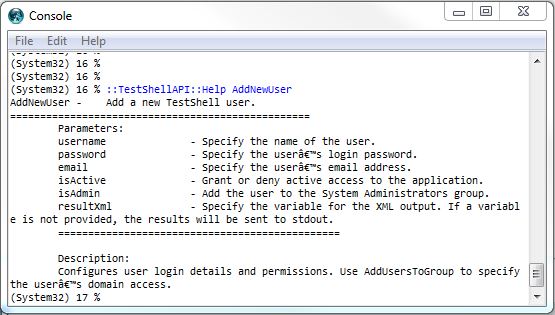 Console
File Edit Help
(System32) 16 %
(System32) 16 %
(System32) 16 %
(System32) 16 % ::TestShellAPI::Help AddNewUser
AddNewUser - Add a new TestShell user.
==================================================
Parameters:
username - Specify the name of the user.
password - Specify the userâ€™s login password.
email - Specify the userâ€™s email address.
isActive - Grant or deny active access to the application.
isAdmin - Add the user to the System Administrators group.
resultXml - Specify the variable for the XML output. If a variabl
e is not provided, the results will be sent to stdout.
===============================================
Description:
Configures user login details and permissions. Use AddUsersToGroup to specify
the userâ€™s domain access.
(System32) 17 %